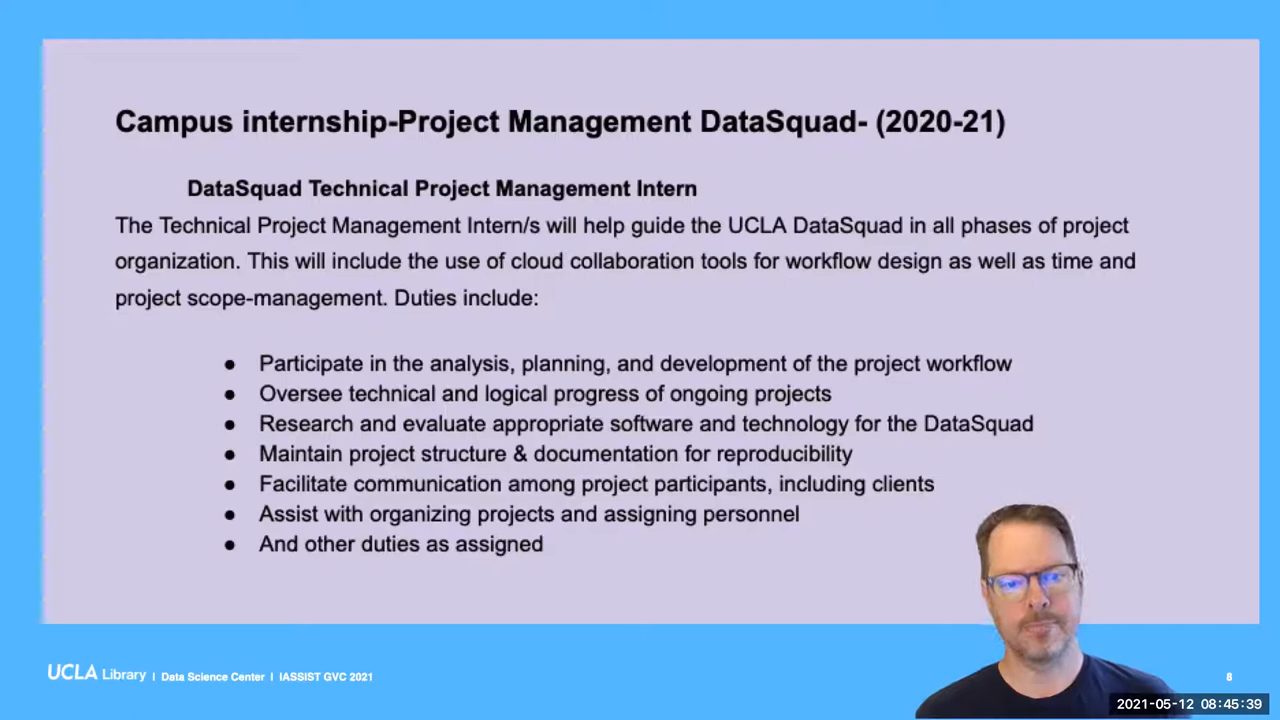 Campus internship-Project Management DataSquad- (2020-21)
DataSquad Technical Project Management Intern
The Technical Project Management Intern/s will help guide the UCLA DataSquad in all phases of project
organization. This will include the use of cloud collaboration tools for workflow design as well as time and
project scope-management. Duties include:
● Participate in the analysis, planning, and development of the project workflow
● Oversee technical and logical progress of ongoing projects
● Research and evaluate appropriate software and technology for the DataSquad
● Maintain project structure & documentation for reproducibility
● Facilitate communication among project participants, including clients
● Assist with organizing projects and assigning personnel
● And other duties as assigned
UCLA Library | Data Science Center | IASSIST GVC 2021
8
2021-05-12 08:45:39